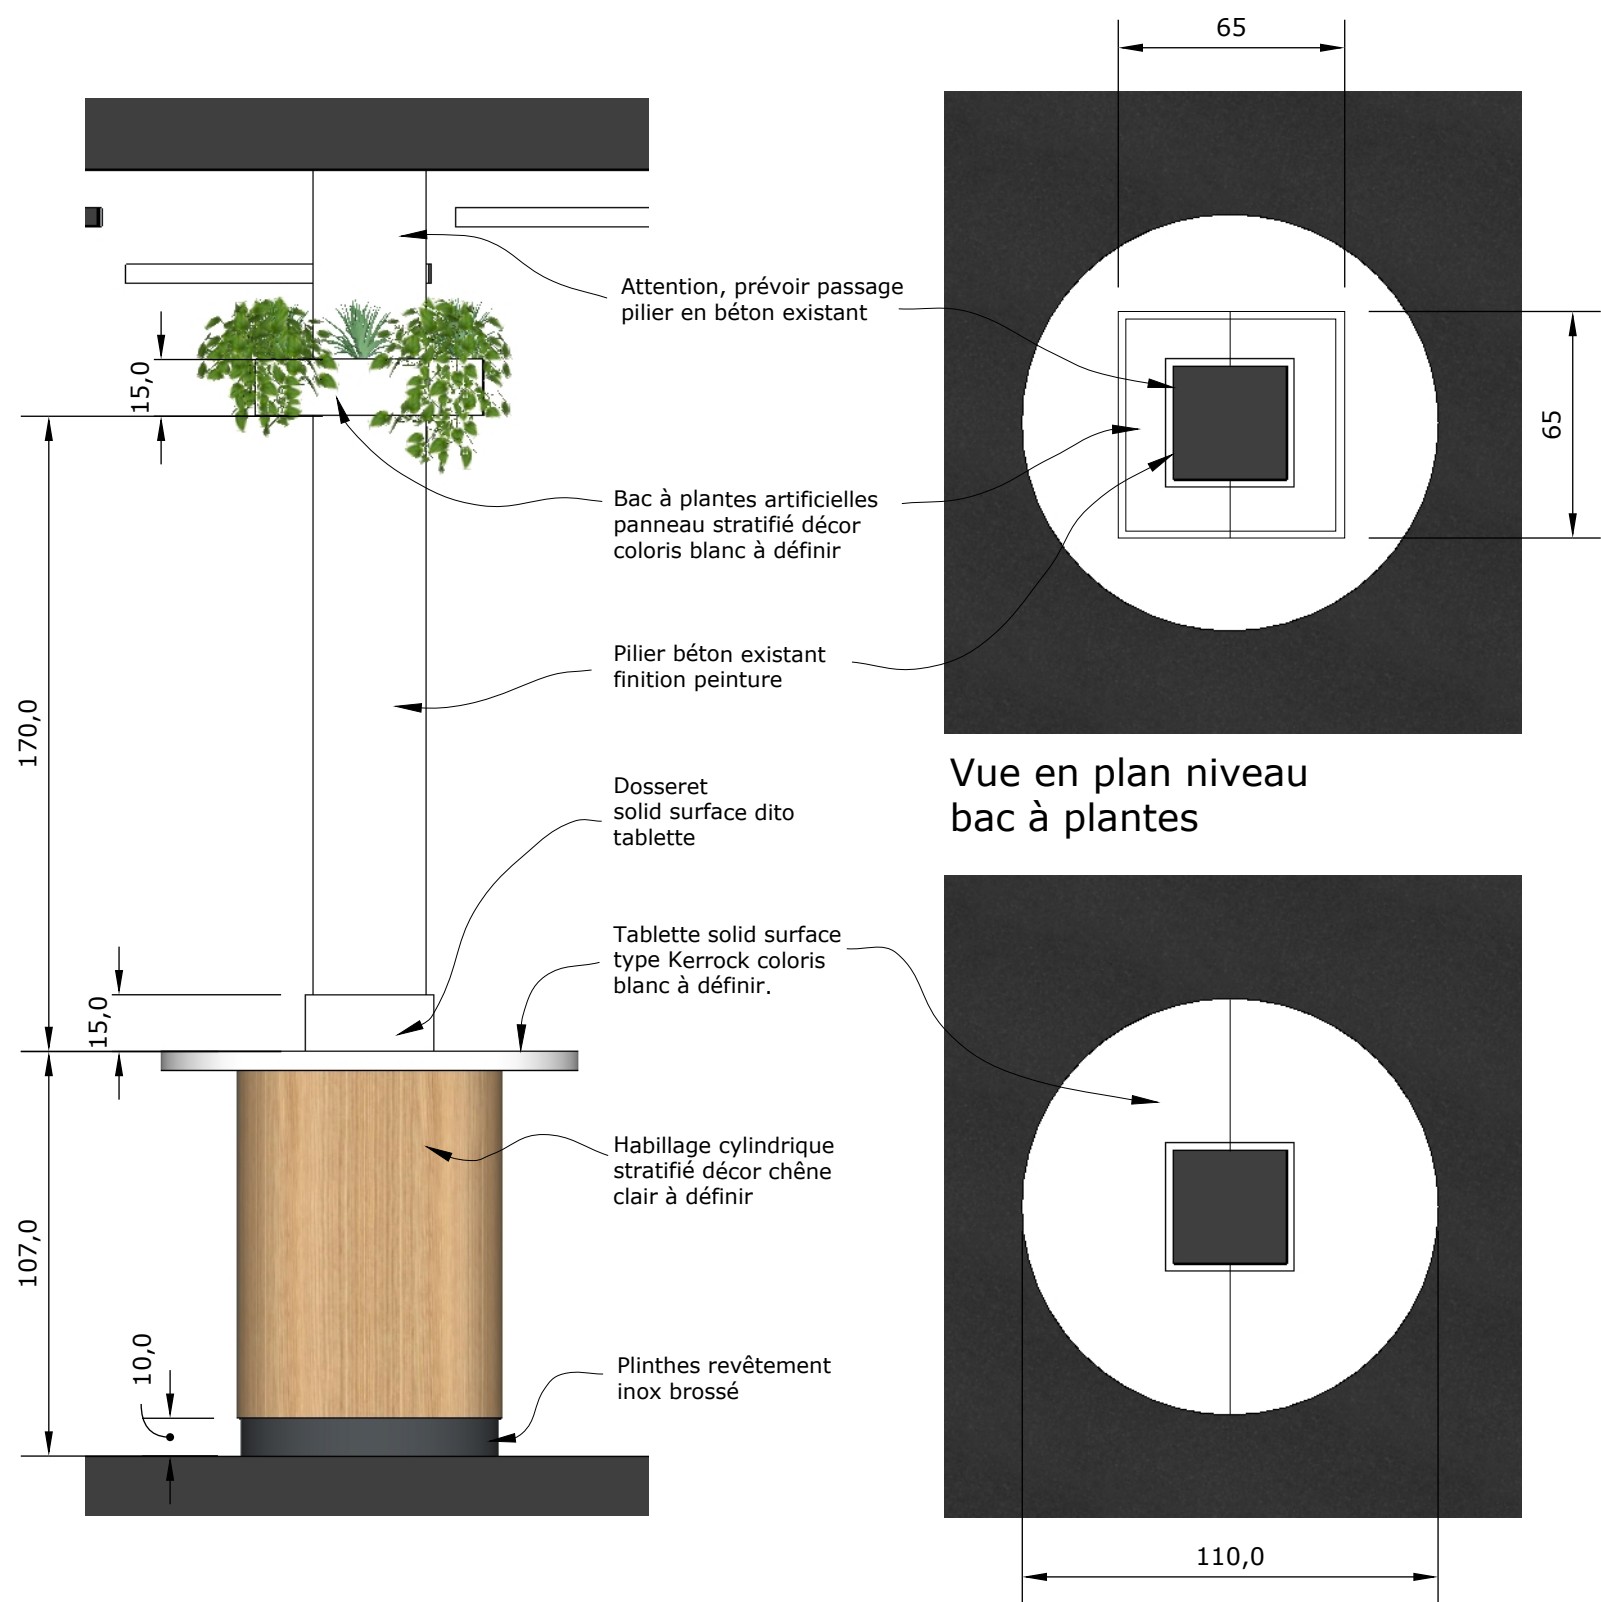 65
Attention, prévoir passage
pilier en béton existant
15,0
65
Bac à plantes artificielles
panneau stratifié décor
coloris blanc à définir
Pilier béton existant
finition peinture
170,0
Vue en plan niveau
bac à plantes
Dosseret
solid surface dito
tablette
Tablette solid surface
type Kerrock coloris
blanc à définir.
15,0
Habillage cylindrique
stratifié décor chêne
clair à définir
107,0
10,0
Plinthes revêtement
inox brossé
110,0